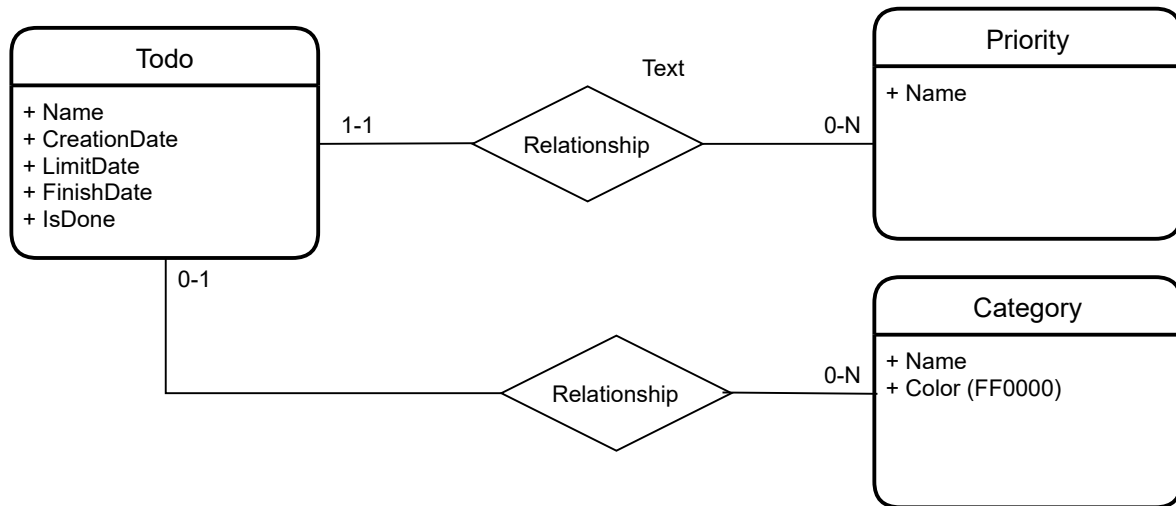 Todo
+ Name
+ CreationDate
+ LimitDate
+ FinishDate
+ IsDone
1-1
Text
Relationship
0-N
Priority
+ Name
0-1
Relationship
0-N
Category
+ Name
+ Color (FF0000)